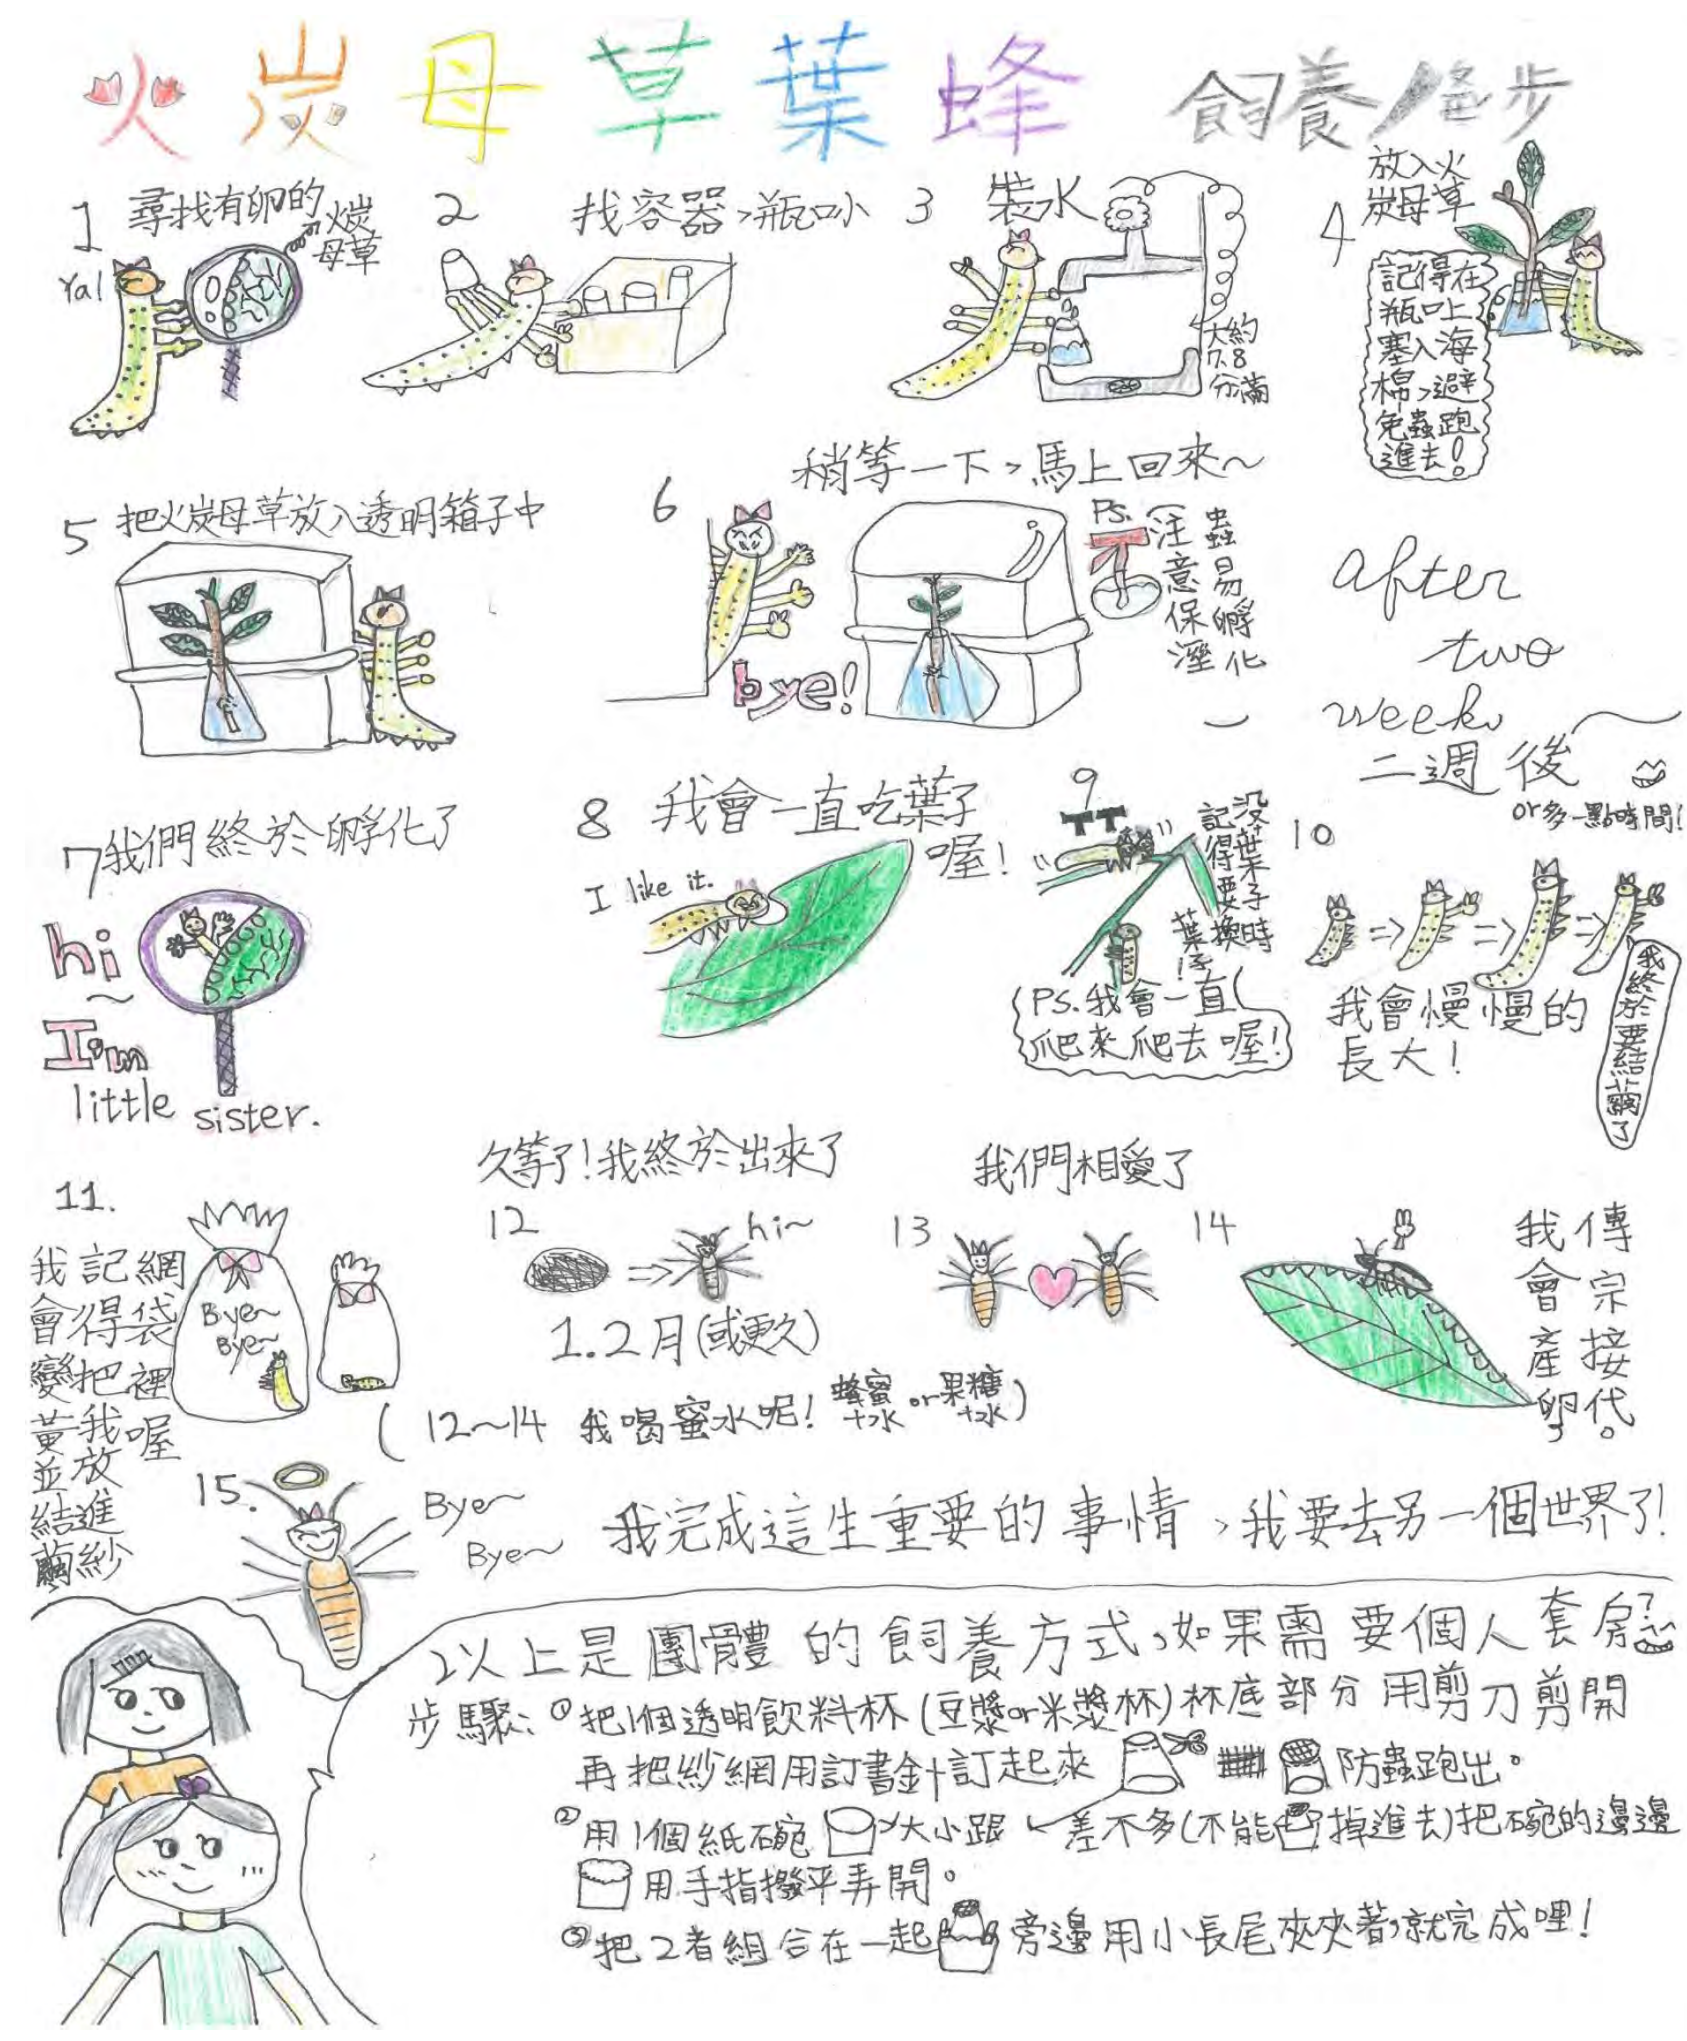 火炭母草葉蜂 飼養ノ途步
1 尋找有卵的
火炭
母草
Ya!
2 找容器，瓶口小
3 裝水
大約
7.8
分滿
4 放入火
炭母草
記得在
瓶口上
塞入海
棉，避
免蟲跑
進去！
5 把火炭母草放入透明箱子中
6 稍等一下，馬上回來~
bye!
PS.
注意保溼
蟲易孵化
after
two
week
二週後
or多一點時間！
7 我們終於孵化了
hi
~
I'm
little sister.
8 我會一直吃葉子
喔！
I like it.
9
沒葉子時
記得要換
葉子！
PS.我會一直
爬來爬去喔！
10
我會慢慢的
長大！
我終於要結繭了
11.
我會變黃並結繭
記得把我放進紗
網袋裡喔
Bye~
Bye~
久等了！我終於出來了
12
hi~
1.2月(或更久)
我們相愛了
13
14
傳宗接代。
我會產卵，
(12~14 我喝蜜水呢！蜂蜜+水 or 果糖+水)
15.
Bye~
Bye~
我完成這生重要的事情，我要去另一個世界了！
以上是團體的飼養方式，如果需要個人套房?
步驟：①把1個透明飲料杯(豆漿or米漿杯)杯底部分用剪刀剪開
再把紗網用訂書針訂起來 防蟲跑出。
②用1個紙碗 大小跟 差不多(不能 掉進去)把碗的邊邊
用手指撥平弄開。
③把2者組合在一起 旁邊用小長尾夾夾著，就完成哩！